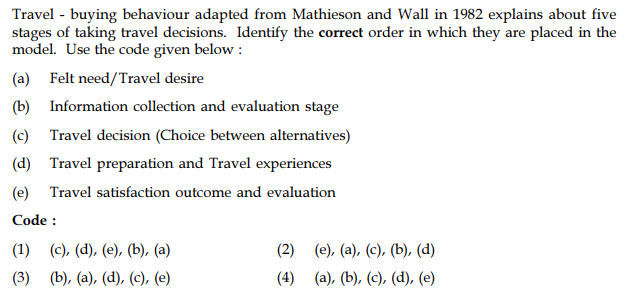 Travel - buying behaviour adapted from Mathieson and Wall in 1982 explains about five
stages of taking travel decisions. Identify the correct order in which they are placed in the
model. Use the code given below :
(a) Felt need/Travel desire
(b) Information collection and evaluation stage
(c) Travel decision (Choice between alternatives)
(d) Travel preparation and Travel experiences
(e) Travel satisfaction outcome and evaluation
Code :
(1) (c), (d), (e), (b), (a) (2) (e), (a), (c), (b), (d)
(3) (b), (a), (d), (c), (e) (4) (a), (b), (c), (d), (e)